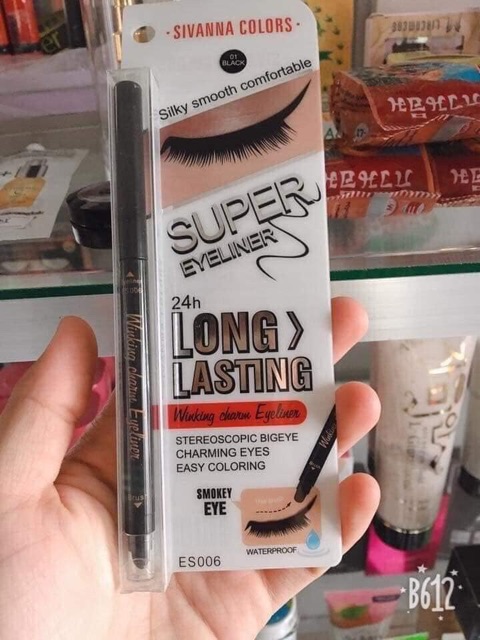 SIVANNA COLORS
01
BLACK
Silky smooth comfortable
SUPER
EYELINER
24h
LONG
LASTING
Winking charm Eyeliner
STEREOSCOPIC BIGEYE
CHARMING EYES
EASY COLORING
SMOKEY
EYE
WATERPROOF
ES006
Winking charm Eyeliner
Brush
B612